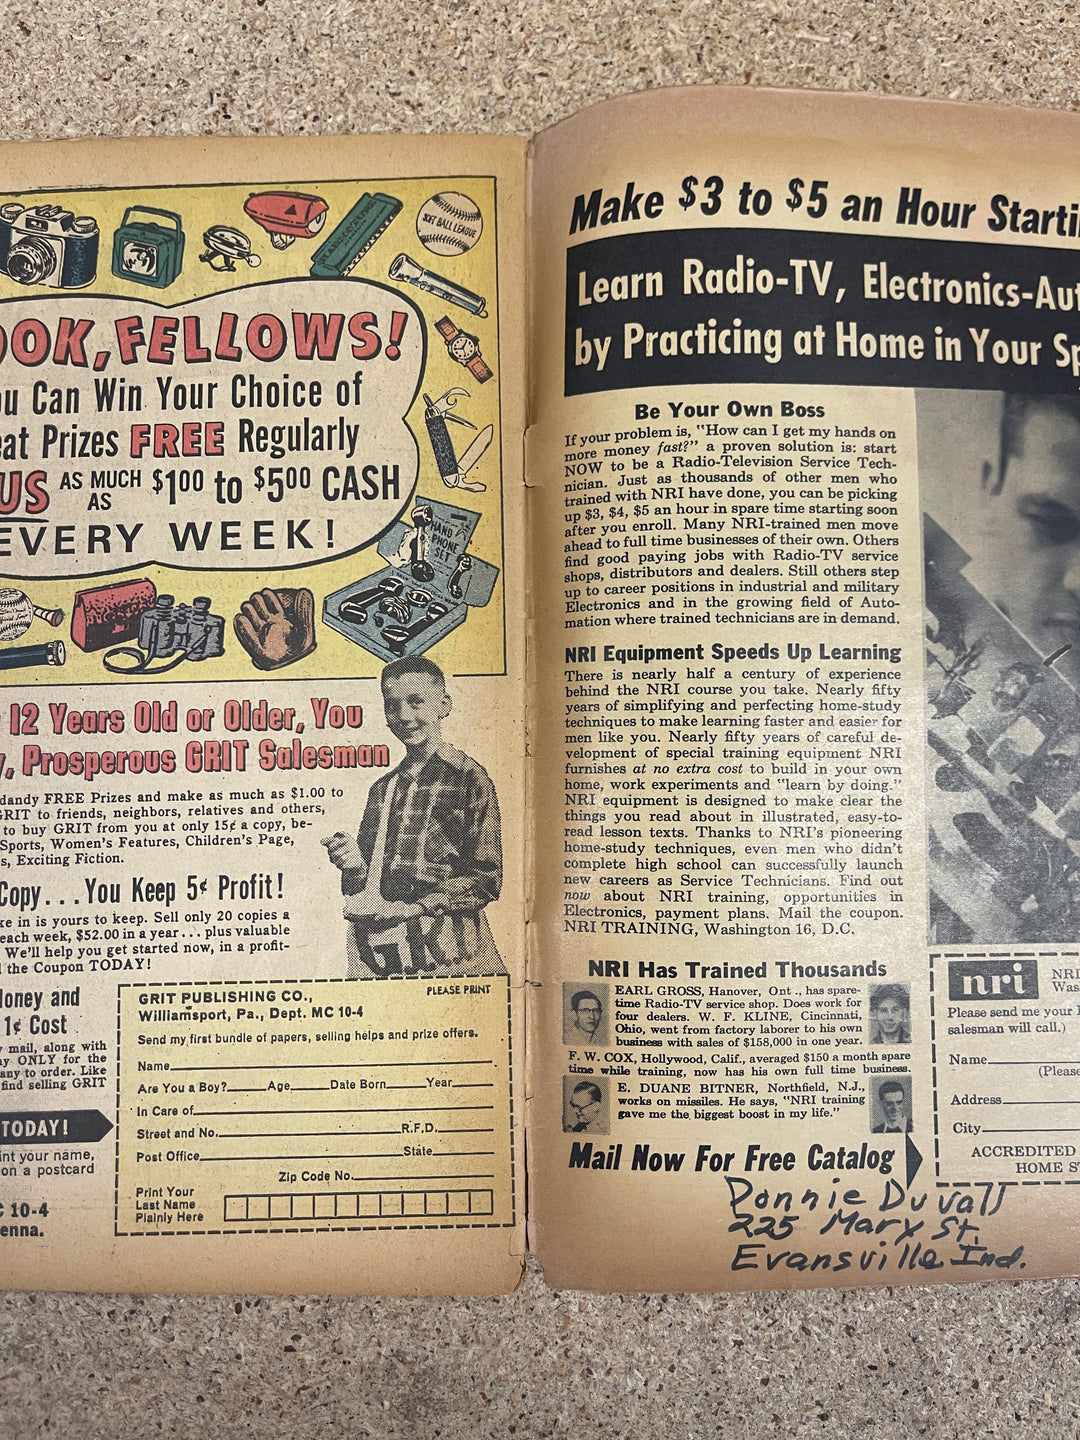 SOFT BALL LEAGUE
OOK, FELLOWS!
ou Can Win Your Choice of
eat Prizes FREE Regularly
US AS MUCH AS $1.00 to $5.00 CASH
EVERY WEEK!
HAND PHONE SET
12 Years Old or Older, You
y, Prosperous GRIT Salesman
dandy FREE Prizes and make as much as $1.00 to
GRIT to friends, neighbors, relatives and others,
to buy GRIT from you at only 15¢ a copy, be-
Sports, Women's Features, Children's Page,
s, Exciting Fiction.
Copy...You Keep 5¢ Profit!
ke in is yours to keep. Sell only 20 copies a
each week, $52.00 in a year... plus valuable
We'll help you get started now, in a profit-
l the Coupon TODAY!
GRIT
Money and
1¢ Cost
y mail, along with
ay ONLY for the
any to order. Like
find selling GRIT
TODAY!
int your name,
on a postcard
C 10-4
enna.
PLEASE PRINT
GRIT PUBLISHING CO.,
Williamsport, Pa., Dept. MC 10-4
Send my first bundle of papers, selling helps and prize offers.
Name
Are You a Boy? Age Date Born Year
In Care of
Street and No. R.F.D.
Post Office State
Zip Code No.
Print Your
Last Name
Plainly Here
Make $3 to $5 an Hour Starti
Learn Radio-TV, Electronics-Aut
by Practicing at Home in Your Sp
Be Your Own Boss
If your problem is, "How can I get my hands on
more money fast?" a proven solution is: start
NOW to be a Radio-Television Service Tech-
nician. Just as thousands of other men who
trained with NRI have done, you can be picking
up $3, $4, $5 an hour in spare time starting soon
after you enroll. Many NRI-trained men move
ahead to full time businesses of their own. Others
find good paying jobs with Radio-TV service
shops, distributors and dealers. Still others step
up to career positions in industrial and military
Electronics and in the growing field of Auto-
mation where trained technicians are in demand.
NRI Equipment Speeds Up Learning
There is nearly half a century of experience
behind the NRI course you take. Nearly fifty
years of simplifying and perfecting home-study
techniques to make learning faster and easier for
men like you. Nearly fifty years of careful de-
velopment of special training equipment NRI
furnishes at no extra cost to build in your own
home, work experiments and "learn by doing."
NRI equipment is designed to make clear the
things you read about in illustrated, easy-to-
read lesson texts. Thanks to NRI's pioneering
home-study techniques, even men who didn't
complete high school can successfully launch
new careers as Service Technicians. Find out
now about NRI training, opportunities in
Electronics, payment plans. Mail the coupon.
NRI TRAINING, Washington 16, D.C.
NRI Has Trained Thousands
EARL GROSS, Hanover, Ont., has spare-
time Radio-TV service shop. Does work for
four dealers. W. F. KLINE, Cincinnati,
Ohio, went from factory laborer to his own
business with sales of $158,000 in one year.
F. W. COX, Hollywood, Calif., averaged $150 a month spare
time while training, now has his own full time business.
E. DUANE BITNER, Northfield, N.J.,
works on missiles. He says, "NRI training
gave me the biggest boost in my life."
Mail Now For Free Catalog
nri
NRI
Was
Please send me your
salesman will call.)
Name
(Please
Address
City
ACCREDITED
HOME S
Donnie Duvall
225 Marx St.
Evansville Ind.